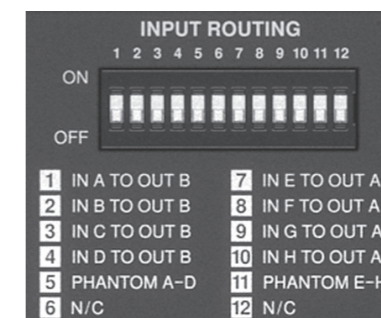 INPUT ROUTING
1 2 3 4 5 6 7 8 9 10 11 12
ON
OFF
1 IN A TO OUT B
2 IN B TO OUT B
3 IN C TO OUT B
4 IN D TO OUT B
5 PHANTOM A-D
6 N/C
7 IN E TO OUT A
8 IN F TO OUT A
9 IN G TO OUT A
10 IN H TO OUT A
11 PHANTOM E-H
12 N/C